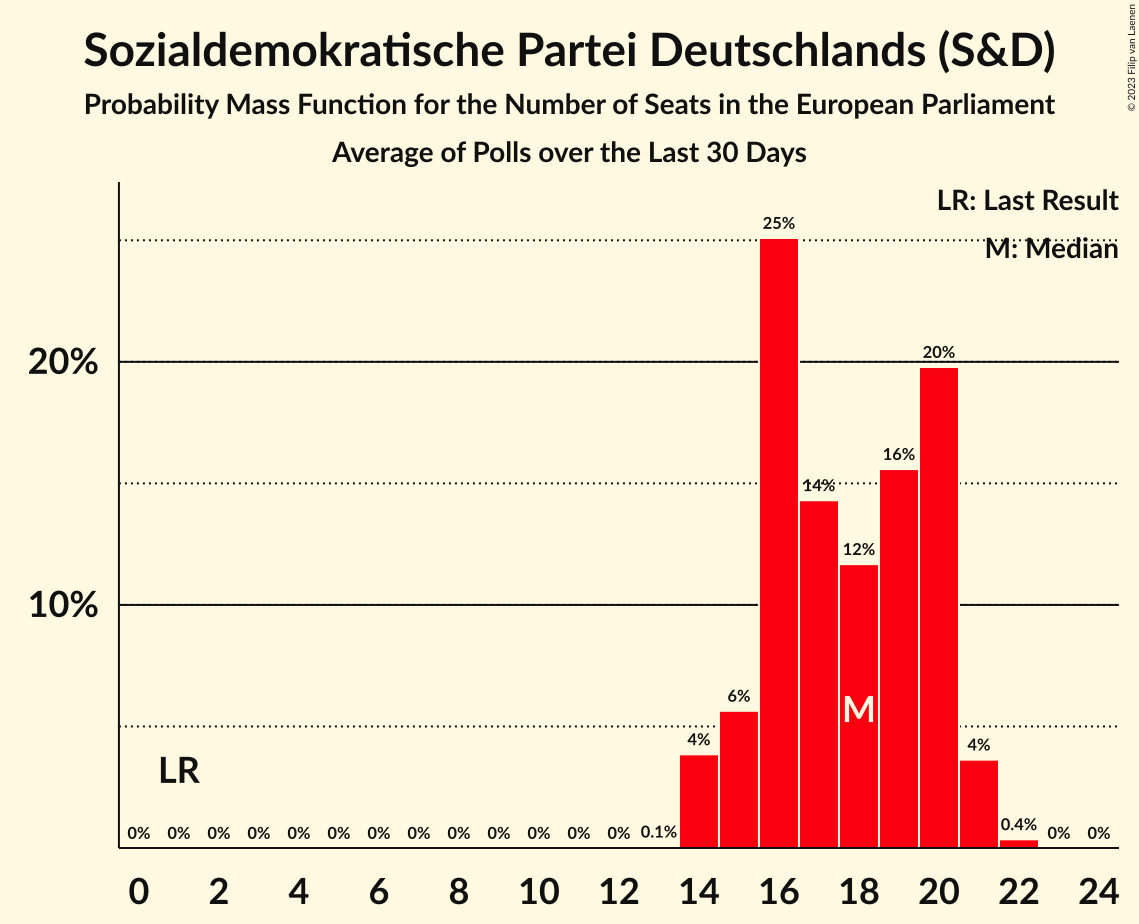 Sozialdemokratische Partei Deutschlands (S&D)
Probability Mass Function for the Number of Seats in the European Parliament
Average of Polls over the Last 30 Days
© 2023 Filip van Laenen
LR: Last Result
M: Median
25%
20%
20%
16%
14%
12%
10%
M
6%
4%
4%
LR
0% 0% 0% 0% 0% 0% 0% 0% 0% 0% 0% 0% 0% 0.1% 0.4% 0% 0%
0 2 4 6 8 10 12 14 16 18 20 22 24